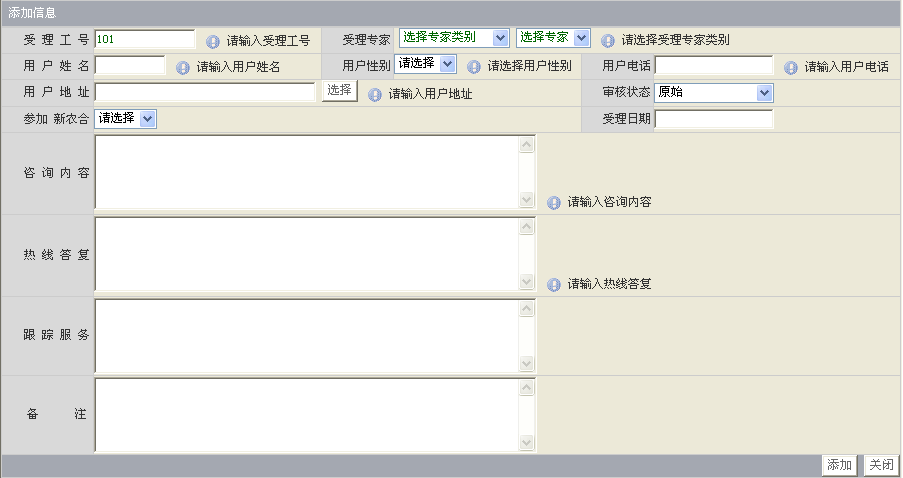 添加信息
受 理 工 号 101 请输入受理工号 受理专家 选择专家类别 选择专家 请选择受理专家类别
用 户 姓 名 请输入用户姓名 用户性别 请选择 请选择用户性别 用户电话 请输入用户电话
用 户 地 址 选择 请输入用户地址 审核状态 原始
参加 新农合 请选择 受理日期
咨 询 内 容 请输入咨询内容
热 线 答 复 请输入热线答复
跟 踪 服 务
备 注
添加 关闭